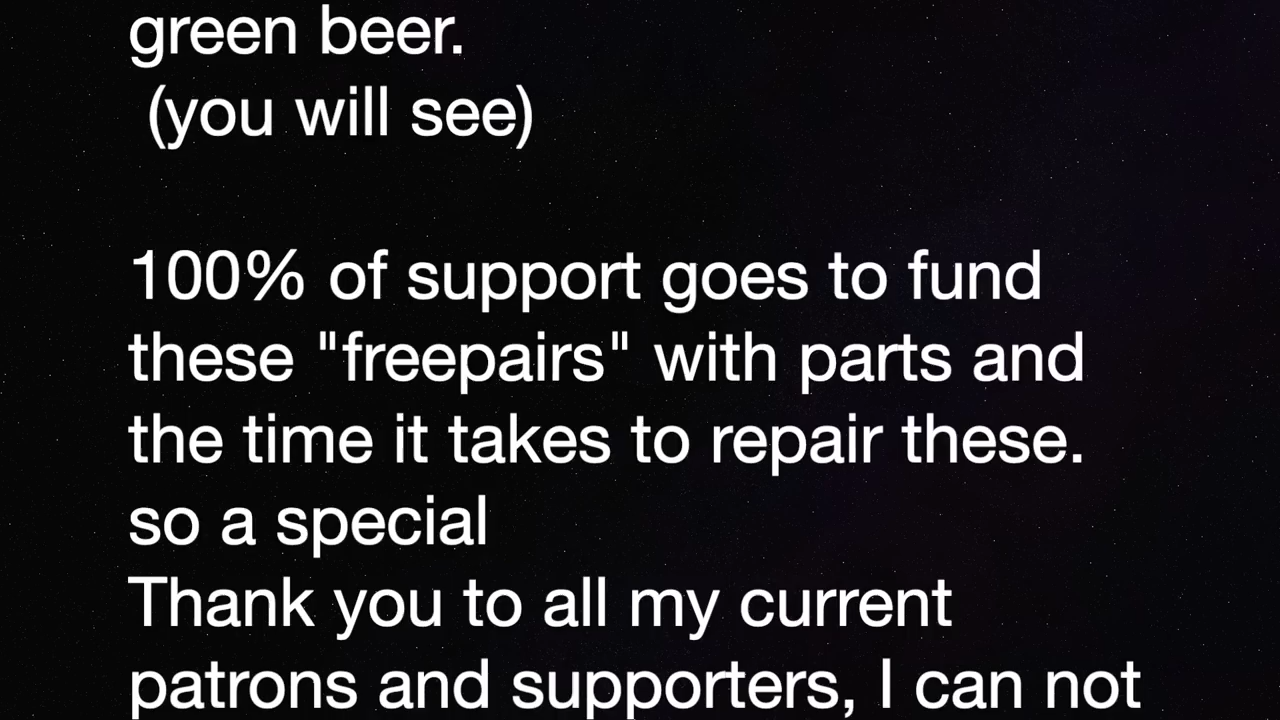 green beer.
(you will see)
100% of support goes to fund
these "freepairs" with parts and
the time it takes to repair these.
so a special
Thank you to all my current
patrons and supporters, I can not